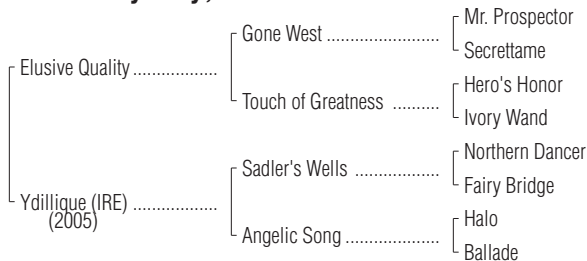 Mr. Prospector
Gone West ........................
Secrettame
Elusive Quality ..................
Hero's Honor
Touch of Greatness ..........
Ivory Wand
Northern Dancer
Sadler's Wells ..................
Fairy Bridge
Ydillique (IRE) ..................
(2005)
Halo
Angelic Song ....................
Ballade